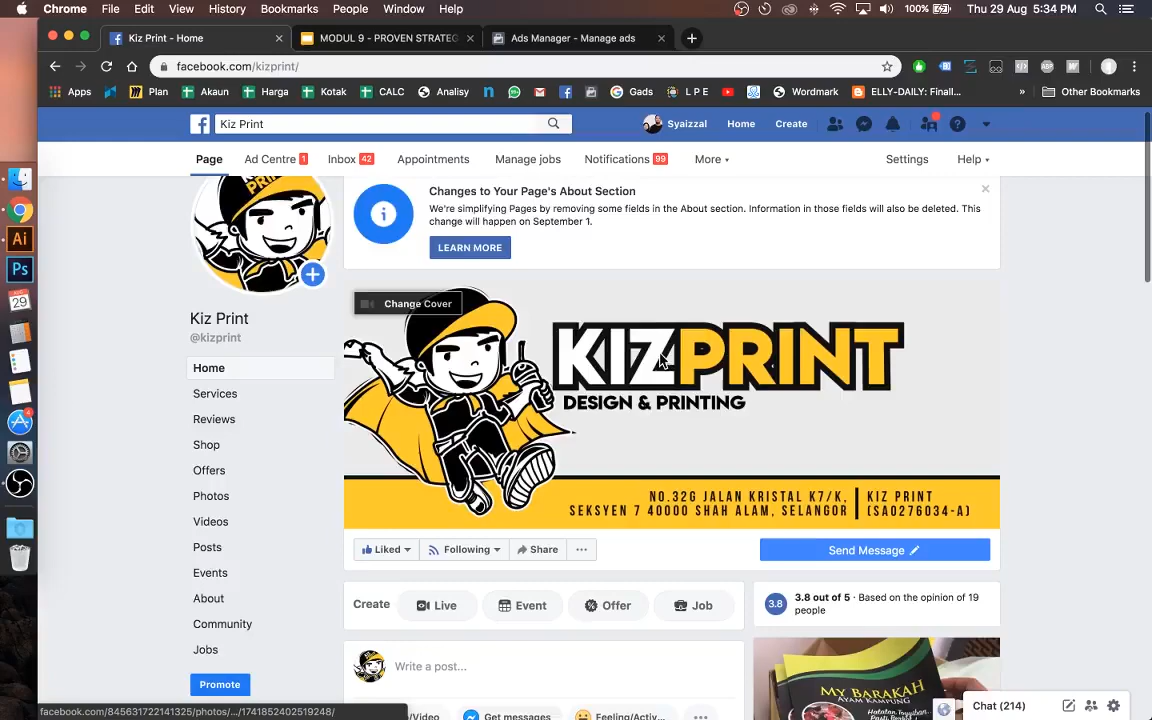 Chrome File Edit View History Bookmarks People Window Help 100% Thu 29 Aug 5:34 PM
Kiz Print - Home MODUL 9 - PROVEN STRATEG Ads Manager - Manage ads
facebook.com/kizprint/
Apps Plan Akaun Harga Kotak CALC Analisy Gads L P E Wordmark ELLY-DAILY: Finall... » Other Bookmarks
Kiz Print Syaizzal Home Create
Page Ad Centre 1 Inbox 42 Appointments Manage jobs Notifications 99 More Settings Help
Changes to Your Page's About Section
We're simplifying Pages by removing some fields in the About section. Information in those fields will also be deleted. This
change will happen on September 1.
LEARN MORE
Change Cover
KIZPRINT
DESIGN & PRINTING
NO.32G JALAN KRISTAL K7/K,
SEKSYEN 7 40000 SHAH ALAM, SELANGOR
KIZ PRINT
(SA0276034-A)
Kiz Print
@kizprint
Home
Services
Reviews
Shop
Offers
Photos
Videos
Posts
Events
About
Community
Jobs
Promote
Liked Following Share ... Send Message
Create Live Event Offer Job
3.8 3.8 out of 5 · Based on the opinion of 19
people
Write a post...
MY BARAKAH
AYAM KAMPUNG
Get messages Feeling/Activ...
Chat (214)
facebook.com/845631722141325/photos/.../1741852402519248/
Ai
Ps
29